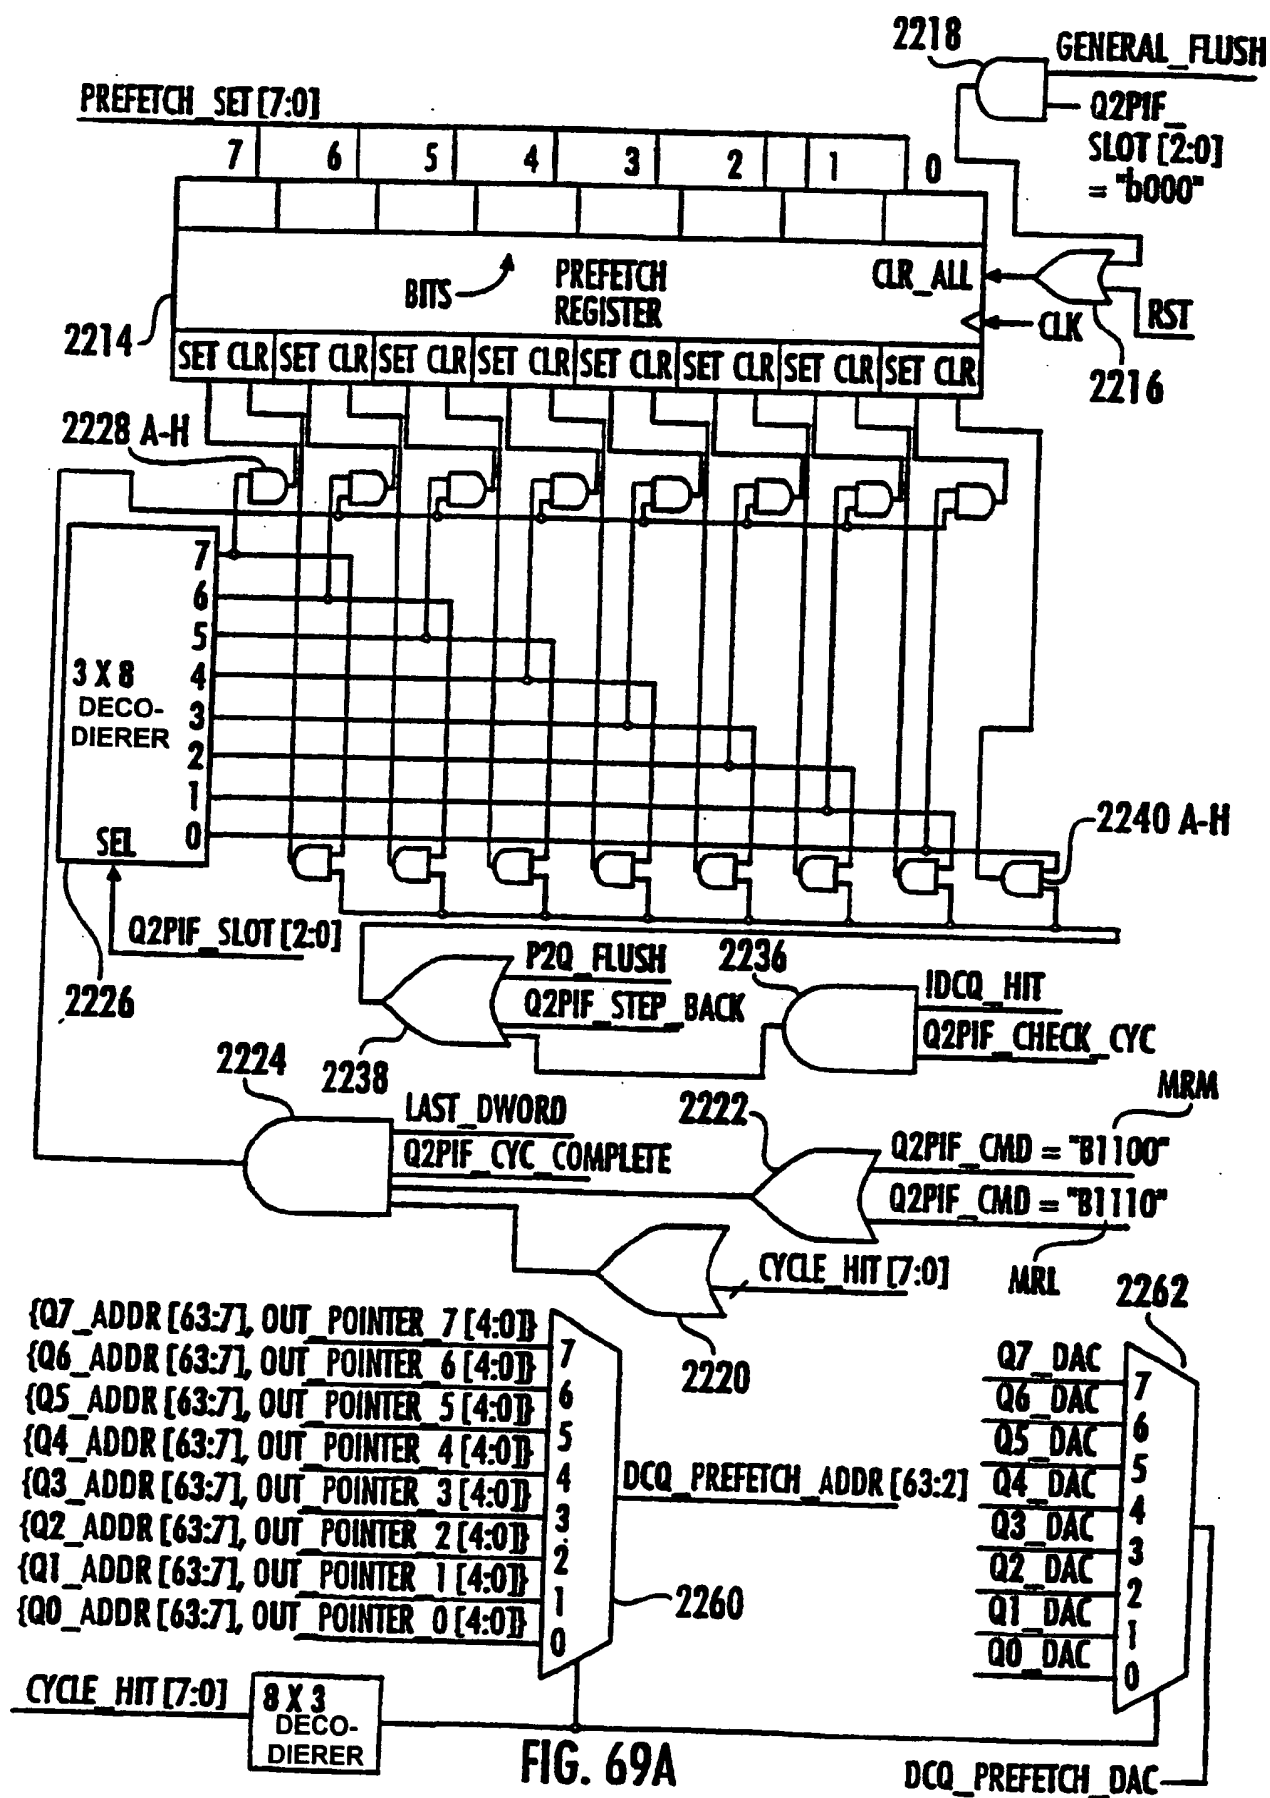 2218
GENERAL_FLUSH
Q2PIF_
SLOT [2:0]
= "b000"
PREFETCH_SET [7:0]
7 6 5 4 3 2 1 0
BITS
PREFETCH
REGISTER
CLR_ALL
CLK
RST
2214
2216
SET CLR SET CLR SET CLR SET CLR SET CLR SET CLR SET CLR SET CLR
2228 A-H
7
6
5
4
3
2
1
0
3 X 8
DECO-
DIERER
SEL
2240 A-H
Q2PIF_SLOT [2:0]
2226
P2Q_FLUSH
Q2PIF_STEP_BACK
2238
2236
!DCQ_HIT
Q2PIF_CHECK_CYC
2224
LAST_DWORD
Q2PIF_CYC_COMPLETE
2222
MRM
Q2PIF_CMD = "B1100"
Q2PIF_CMD = "B1110"
MRL
CYCLE_HIT [7:0]
2220
2262
{Q7_ADDR [63:7], OUT_POINTER_7 [4:0]} 7
{Q6_ADDR [63:7], OUT_POINTER_6 [4:0]} 6
{Q5_ADDR [63:7], OUT_POINTER_5 [4:0]} 5
{Q4_ADDR [63:7], OUT_POINTER_4 [4:0]} 4
{Q3_ADDR [63:7], OUT_POINTER_3 [4:0]} 3
{Q2_ADDR [63:7], OUT_POINTER_2 [4:0]} 2
{Q1_ADDR [63:7], OUT_POINTER_1 [4:0]} 1
{Q0_ADDR [63:7], OUT_POINTER_0 [4:0]} 0
DCQ_PREFETCH_ADDR [63:2]
2260
Q7_DAC 7
Q6_DAC 6
Q5_DAC 5
Q4_DAC 4
Q3_DAC 3
Q2_DAC 2
Q1_DAC 1
Q0_DAC 0
CYCLE_HIT [7:0]
8 X 3
DECO-
DIERER
FIG. 69A
DCQ_PREFETCH_DAC